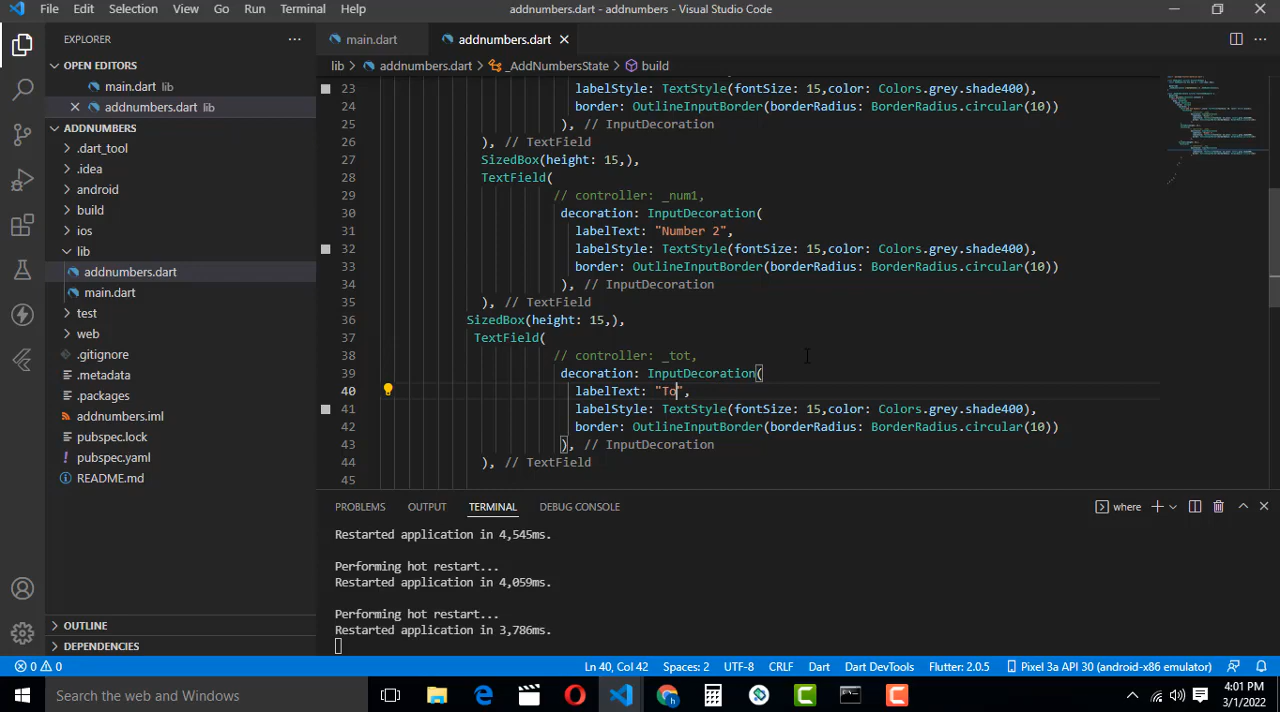 File Edit Selection View Go Run Terminal Help addnumbers.dart - addnumbers - Visual Studio Code
EXPLORER
main.dart addnumbers.dart
OPEN EDITORS
main.dart lib
addnumbers.dart lib
ADDNUMBERS
.dart_tool
.idea
android
build
ios
lib
addnumbers.dart
main.dart
test
web
.gitignore
.metadata
.packages
addnumbers.iml
pubspec.lock
pubspec.yaml
README.md
OUTLINE
DEPENDENCIES
lib > addnumbers.dart > _AddNumbersState > build
23 labelStyle: TextStyle(fontSize: 15,color: Colors.grey.shade400),
24 border: OutlineInputBorder(borderRadius: BorderRadius.circular(10))
25 ), // InputDecoration
26 ), // TextField
27 SizedBox(height: 15,),
28 TextField(
29 // controller: _num1,
30 decoration: InputDecoration(
31 labelText: "Number 2",
32 labelStyle: TextStyle(fontSize: 15,color: Colors.grey.shade400),
33 border: OutlineInputBorder(borderRadius: BorderRadius.circular(10))
34 ), // InputDecoration
35 ), // TextField
36 SizedBox(height: 15,),
37 TextField(
38 // controller: _tot,
39 decoration: InputDecoration(
40 labelText: "To",
41 labelStyle: TextStyle(fontSize: 15,color: Colors.grey.shade400),
42 border: OutlineInputBorder(borderRadius: BorderRadius.circular(10))
43 ), // InputDecoration
44 ), // TextField
45
PROBLEMS OUTPUT TERMINAL DEBUG CONSOLE where
Restarted application in 4,545ms.
Performing hot restart...
Restarted application in 4,059ms.
Performing hot restart...
Restarted application in 3,786ms.
0 0 Ln 40, Col 42 Spaces: 2 UTF-8 CRLF Dart Dart DevTools Flutter: 2.0.5 Pixel 3a API 30 (android-x86 emulator)
Search the web and Windows
4:01 PM
3/1/2022